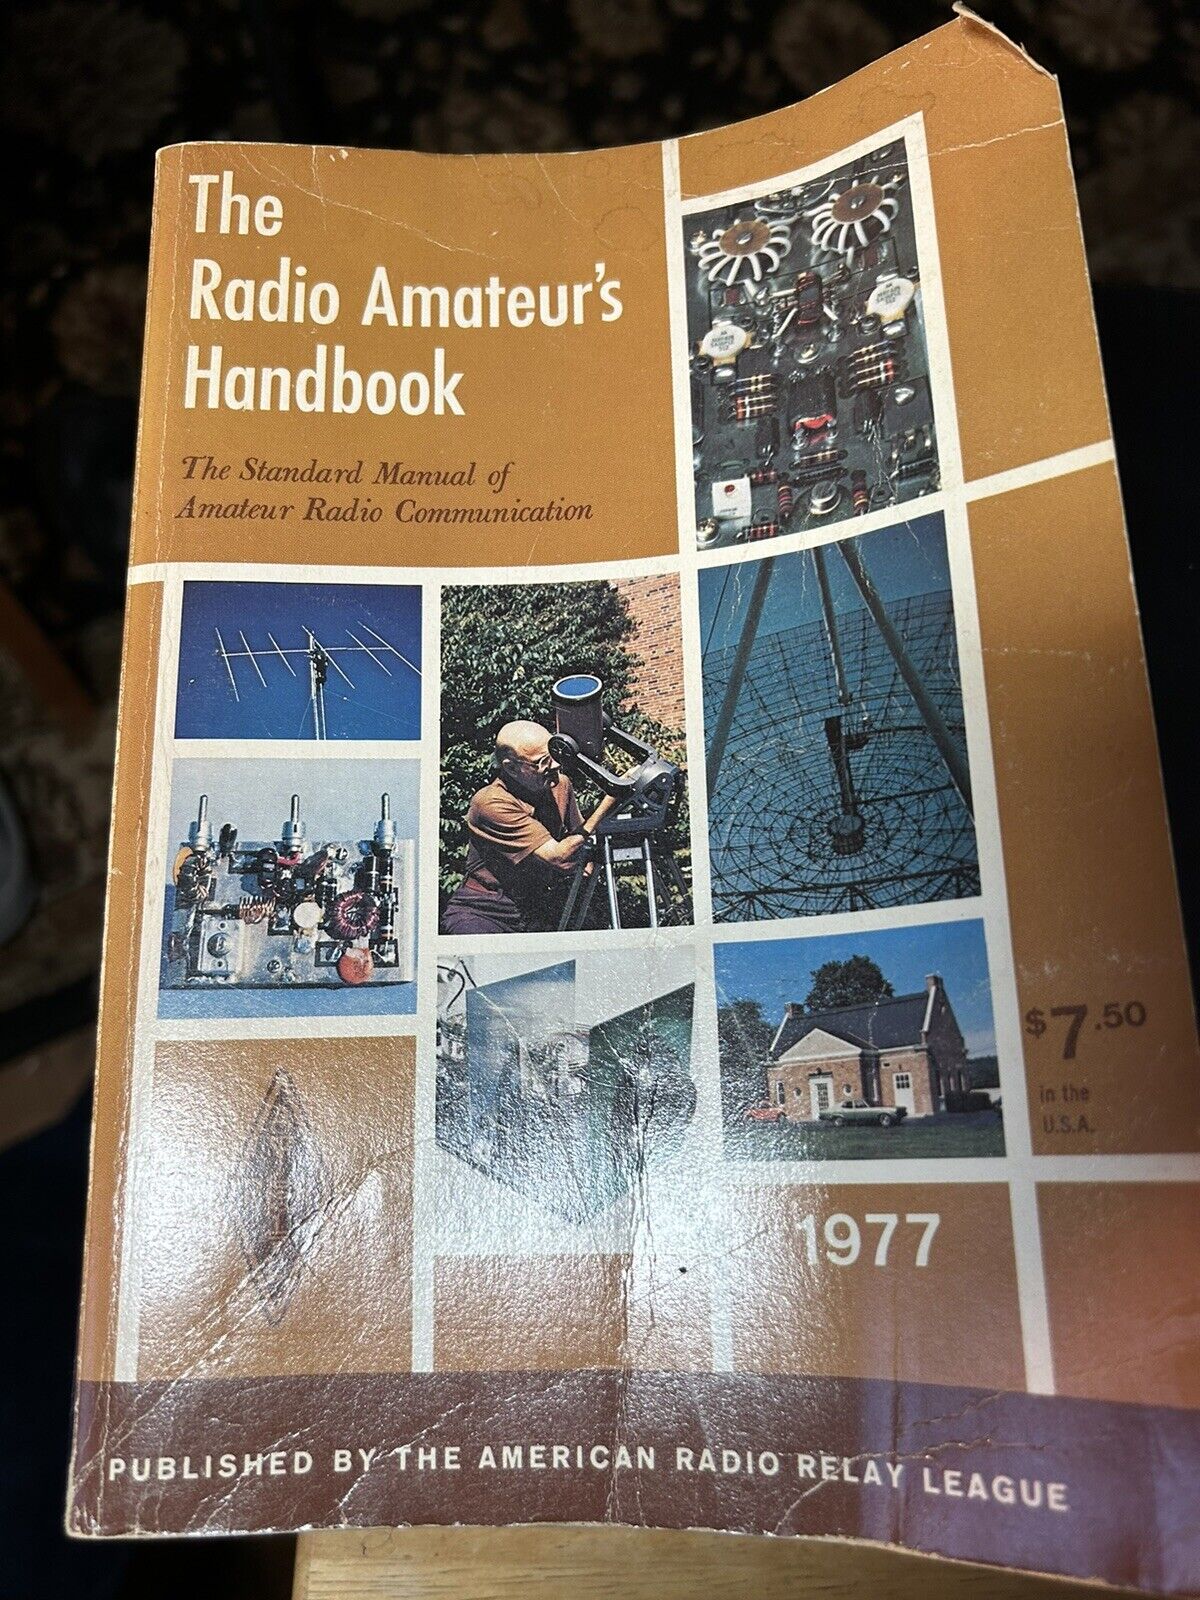 The
Radio Amateur's
Handbook
The Standard Manual of
Amateur Radio Communication
$7.50
in the
U.S.A.
1977
PUBLISHED BY THE AMERICAN RADIO RELAY LEAGUE